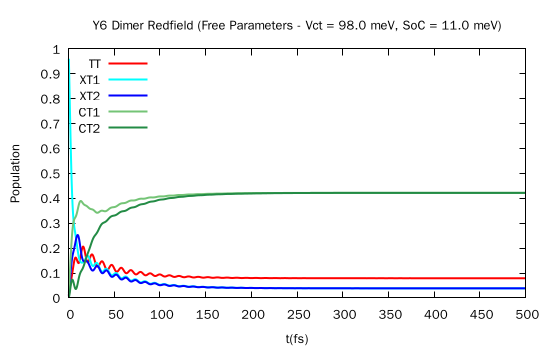 Y6 Dimer Redfield (Free Parameters - Vct = 98.0 meV, SoC = 11.0 meV)
1
0.9
0.8
0.7
0.6
0.5
0.4
0.3
0.2
0.1
0
Population
TT
XT1
XT2
CT1
CT2
0 50 100 150 200 250 300 350 400 450 500
t(fs)